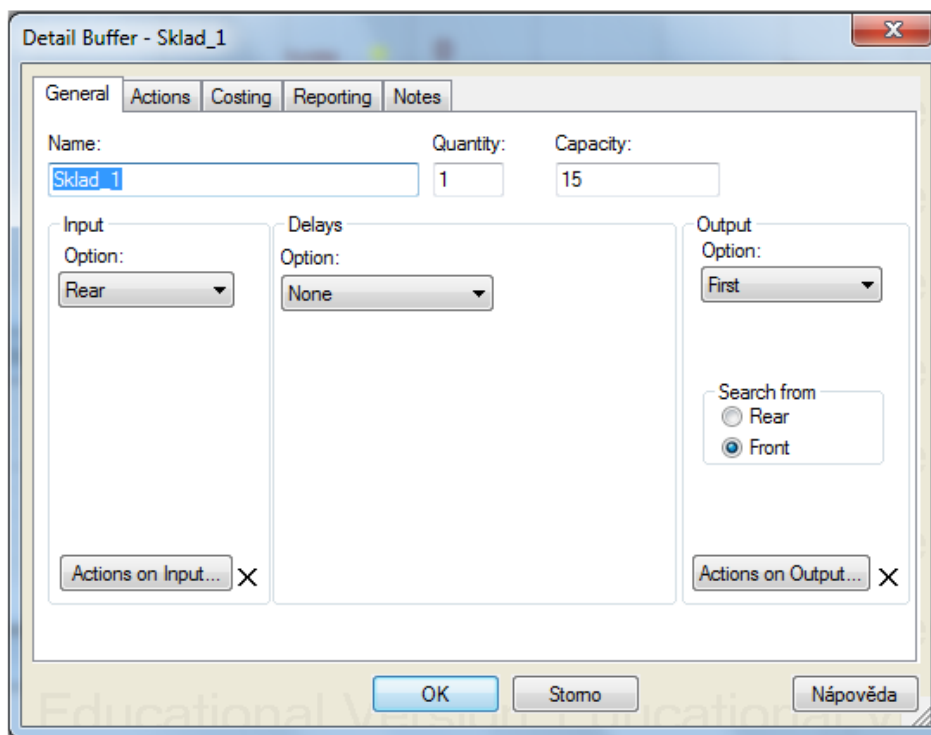 Detail Buffer - Sklad_1
General Actions Costing Reporting Notes
Name: Quantity: Capacity:
Sklad_1 1 15
Input Delays Output
Option: Option: Option:
Rear None First
Search from
Rear
Front
Actions on Input... Actions on Output...
OK Storno Nápověda
Educational Version Educational